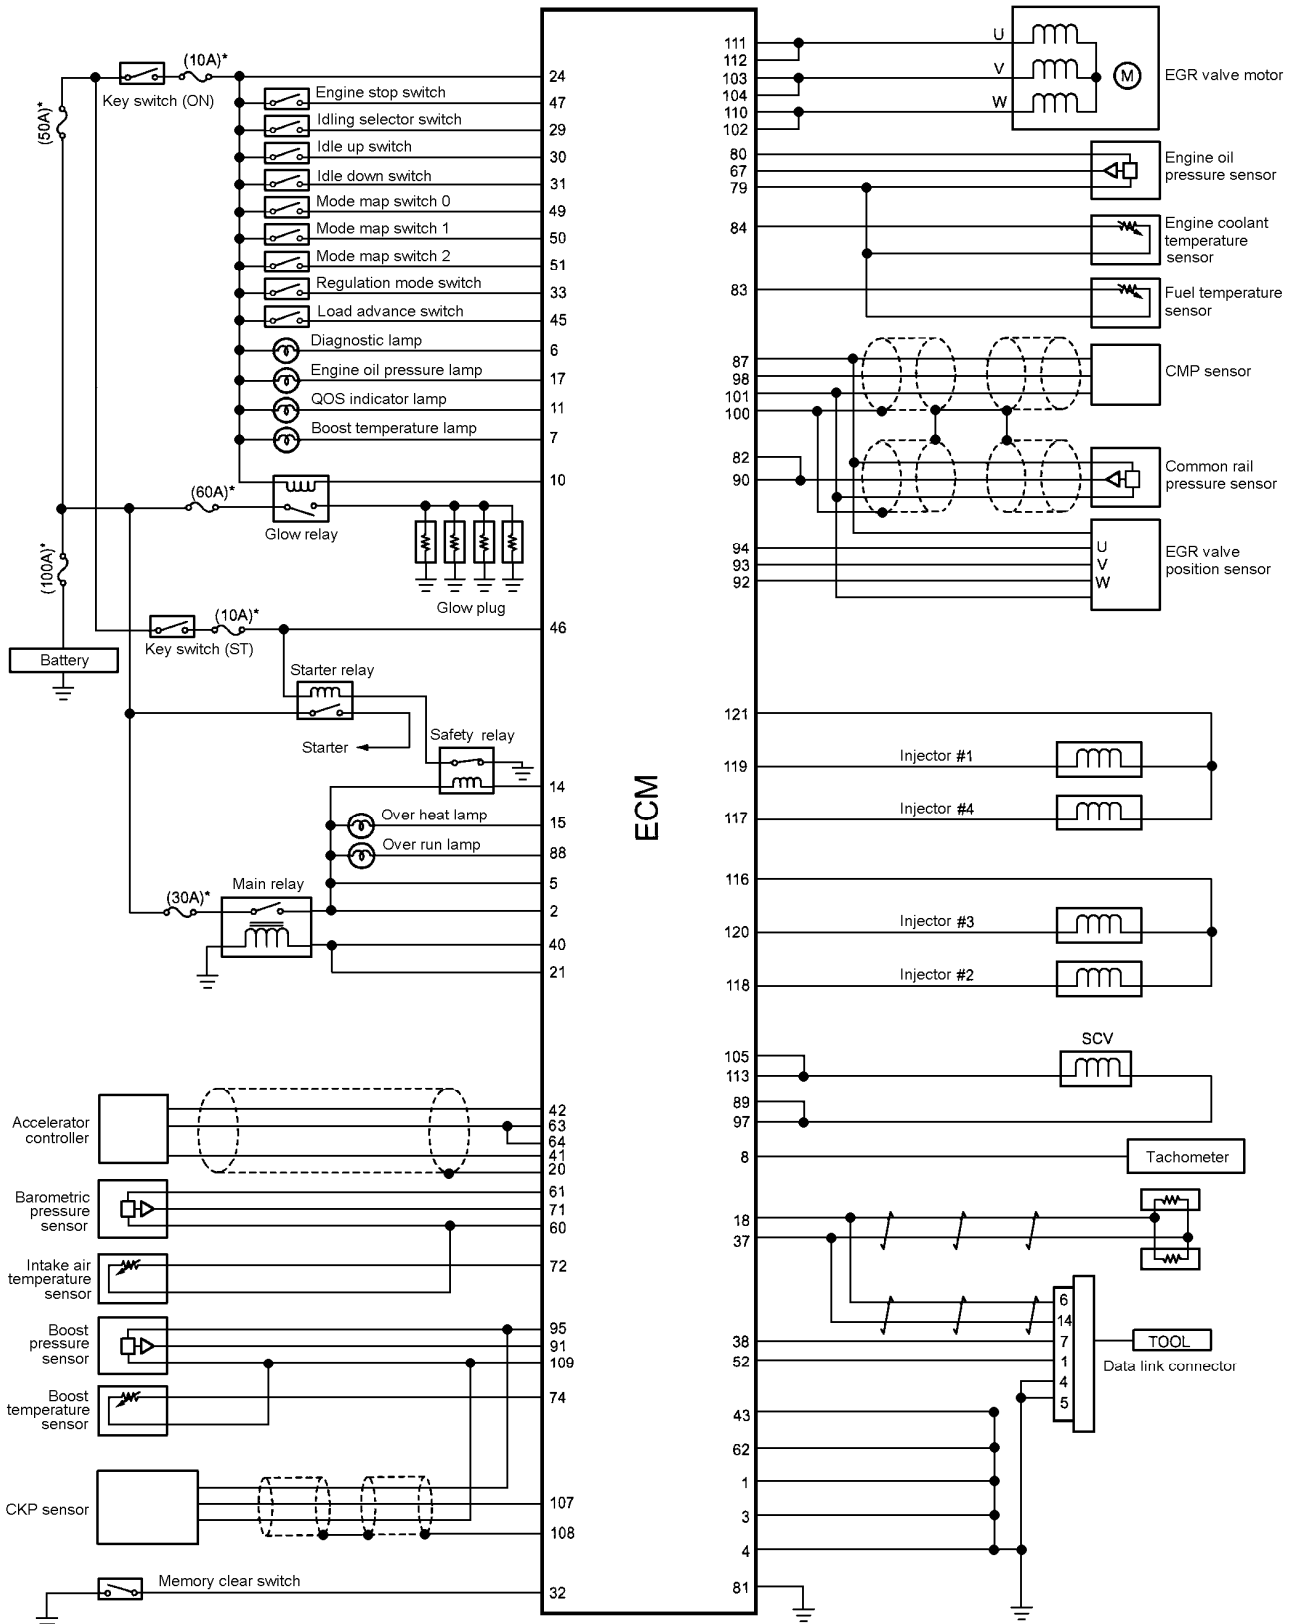 ECM
(10A)*
Key switch (ON)
(50A)*
24
Engine stop switch
47
Idling selector switch
29
Idle up switch
30
Idle down switch
31
Mode map switch 0
49
Mode map switch 1
50
Mode map switch 2
51
Regulation mode switch
33
Load advance switch
45
Diagnostic lamp
6
Engine oil pressure lamp
17
QOS indicator lamp
11
Boost temperature lamp
7
10
(60A)*
Glow relay
Glow plug
(100A)*
Battery
(10A)*
Key switch (ST)
46
Starter relay
Starter
Safety relay
14
Over heat lamp
15
Over run lamp
88
5
(30A)*
Main relay
2
40
21
Accelerator
controller
42
63
64
41
20
Barometric
pressure
sensor
61
71
60
Intake air
temperature
sensor
72
Boost
pressure
sensor
95
91
109
Boost
temperature
sensor
74
CKP sensor
107
108
Memory clear switch
32
111
112
103
104
110
102
U
V
W
M
EGR valve motor
80
67
79
Engine oil
pressure sensor
84
Engine coolant
temperature
sensor
83
Fuel temperature
sensor
87
98
101
100
CMP sensor
82
90
Common rail
pressure sensor
94
93
92
U
V
W
EGR valve
position sensor
121
Injector #1
119
Injector #4
117
116
Injector #3
120
Injector #2
118
SCV
105
113
89
97
8
Tachometer
18
37
6
14
7
1
4
5
38
52
TOOL
Data link connector
43
62
1
3
4
81